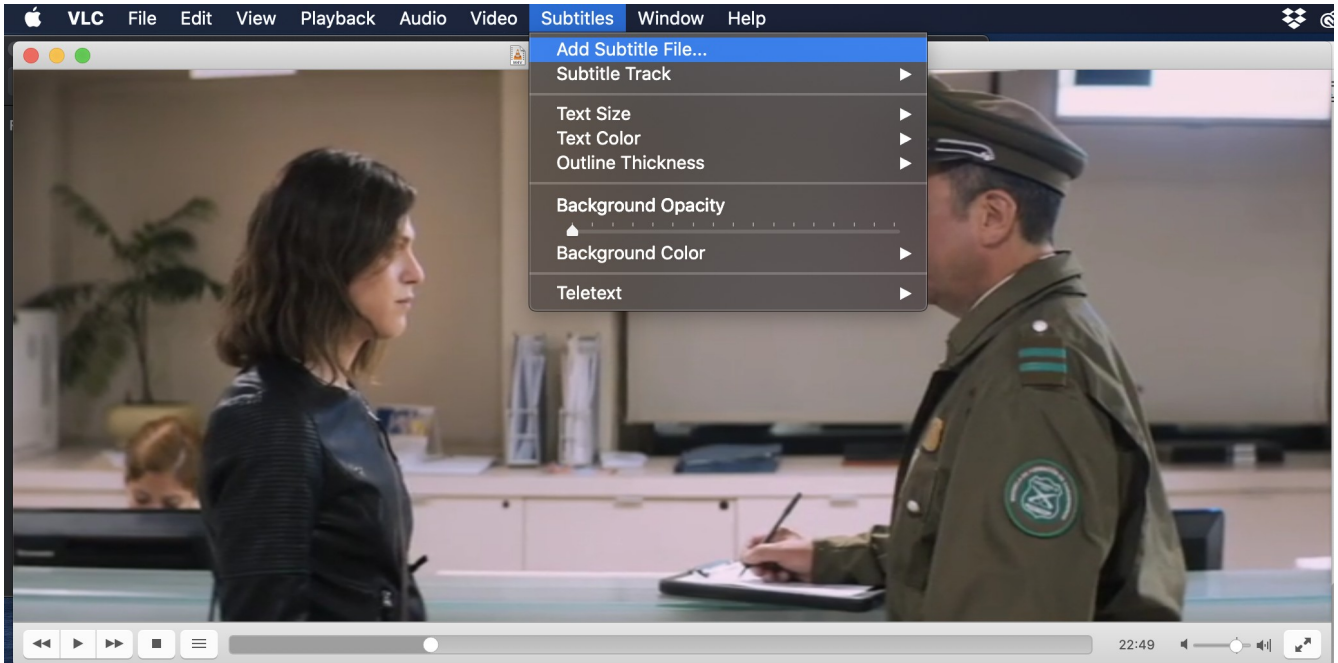 VLC File Edit View Playback Audio Video Subtitles Window Help
Add Subtitle File...
Subtitle Track
Text Size
Text Color
Outline Thickness
Background Opacity
Background Color
Teletext
22:49